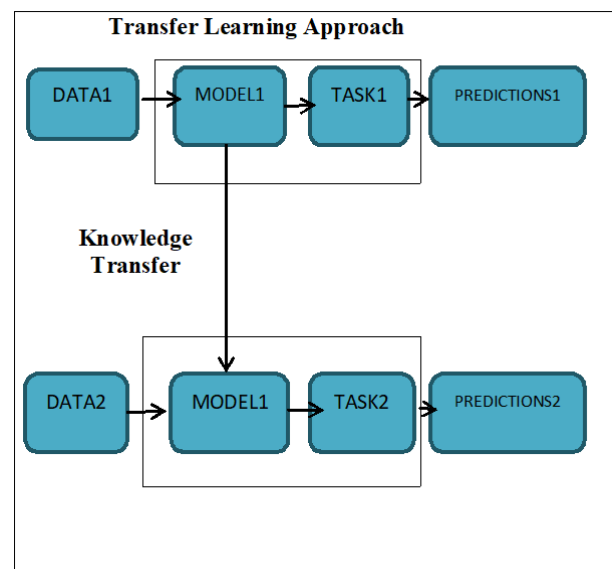 Transfer Learning Approach
DATA1
MODEL1
TASK1
PREDICTIONS1
Knowledge
Transfer
DATA2
MODEL1
TASK2
PREDICTIONS2